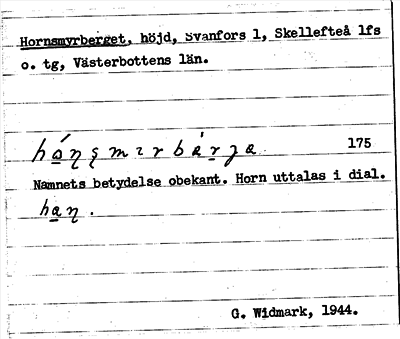 Hornsmyrberget, höjd, Svanfors 1, Skellefteå lfs
o. tg, Västerbottens län.
175
Namnets betydelse obekant. Horn uttalas i dial.
G. Widmark, 1944.